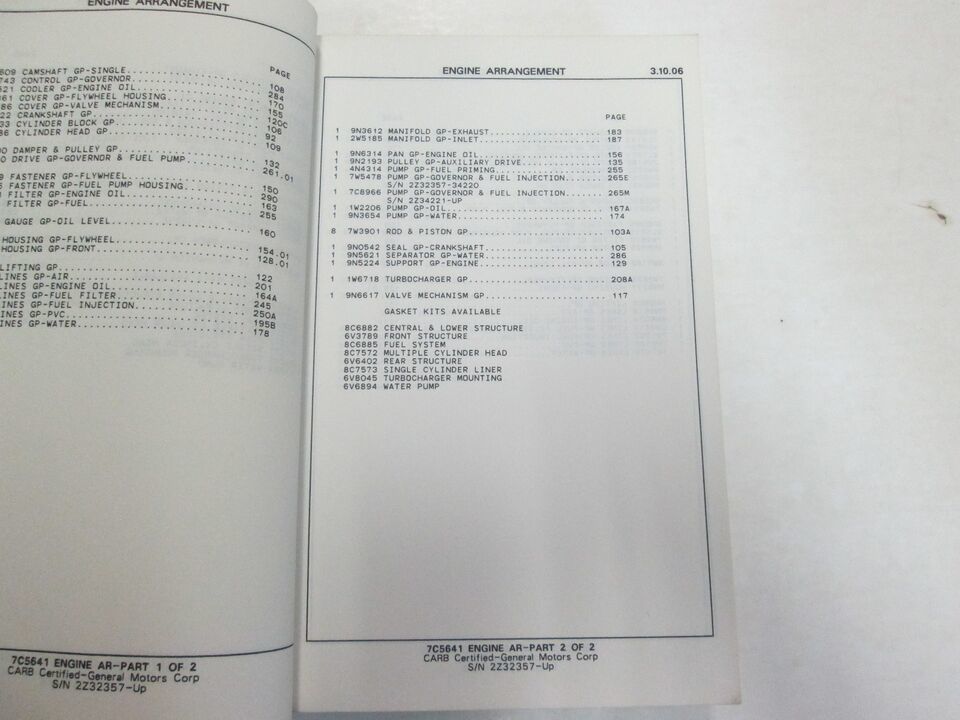 ENGINE ARRANGEMENT
PAGE
609 CAMSHAFT GP-SINGLE 108
743 CONTROL GP-GOVERNOR 284
521 COOLER GP-ENGINE OIL 170
61 COVER GP-FLYWHEEL HOUSING 155
86 COVER GP-VALVE MECHANISM 120C
22 CRANKSHAFT GP 106
33 CYLINDER BLOCK GP 92
86 CYLINDER HEAD GP 109
0 DAMPER & PULLEY GP 132
0 DRIVE GP-GOVERNOR & FUEL PUMP 261.01
FASTENER GP-FLYWHEEL 150
FASTENER GP-FUEL PUMP HOUSING 290
FILTER GP-ENGINE OIL 163
FILTER GP-FUEL 255
GAUGE GP-OIL LEVEL 160
HOUSING GP-FLYWHEEL 154.01
HOUSING GP-FRONT 128.01
LIFTING GP 122
LINES GP-AIR 201
LINES GP-ENGINE OIL 164A
LINES GP-FUEL FILTER 245
LINES GP-FUEL INJECTION 250A
LINES GP-PVC 195B
LINES GP-WATER 178
7C5641 ENGINE AR-PART 1 OF 2
CARB Certified-General Motors Corp
S/N 2Z32357-Up
ENGINE ARRANGEMENT 3.10.06
PAGE
1 9N3612 MANIFOLD GP-EXHAUST 183
1 2W5185 MANIFOLD GP-INLET 187
1 9N6314 PAN GP-ENGINE OIL 156
1 9N2193 PULLEY GP-AUXILIARY DRIVE 135
1 4N4314 PUMP GP-FUEL PRIMING 255
1 7W5478 PUMP GP-GOVERNOR & FUEL INJECTION 265E
S/N 2Z32357-34220
1 7C8966 PUMP GP-GOVERNOR & FUEL INJECTION 265M
S/N 2Z34221-UP
1 1W2206 PUMP GP-OIL 167A
1 9N3654 PUMP GP-WATER 174
8 7W3901 ROD & PISTON GP 103A
1 9N0542 SEAL GP-CRANKSHAFT 105
1 9N5621 SEPARATOR GP-WATER 286
1 9N5224 SUPPORT GP-ENGINE 129
1 1W6718 TURBOCHARGER GP 208A
1 9N6617 VALVE MECHANISM GP 117
GASKET KITS AVAILABLE
8C6882 CENTRAL & LOWER STRUCTURE
6V3789 FRONT STRUCTURE
8C6885 FUEL SYSTEM
8C7572 MULTIPLE CYLINDER HEAD
6V6402 REAR STRUCTURE
8C7573 SINGLE CYLINDER LINER
6V8045 TURBOCHARGER MOUNTING
6V6894 WATER PUMP
7C5641 ENGINE AR-PART 2 OF 2
CARB Certified-General Motors Corp
S/N 2Z32357-Up